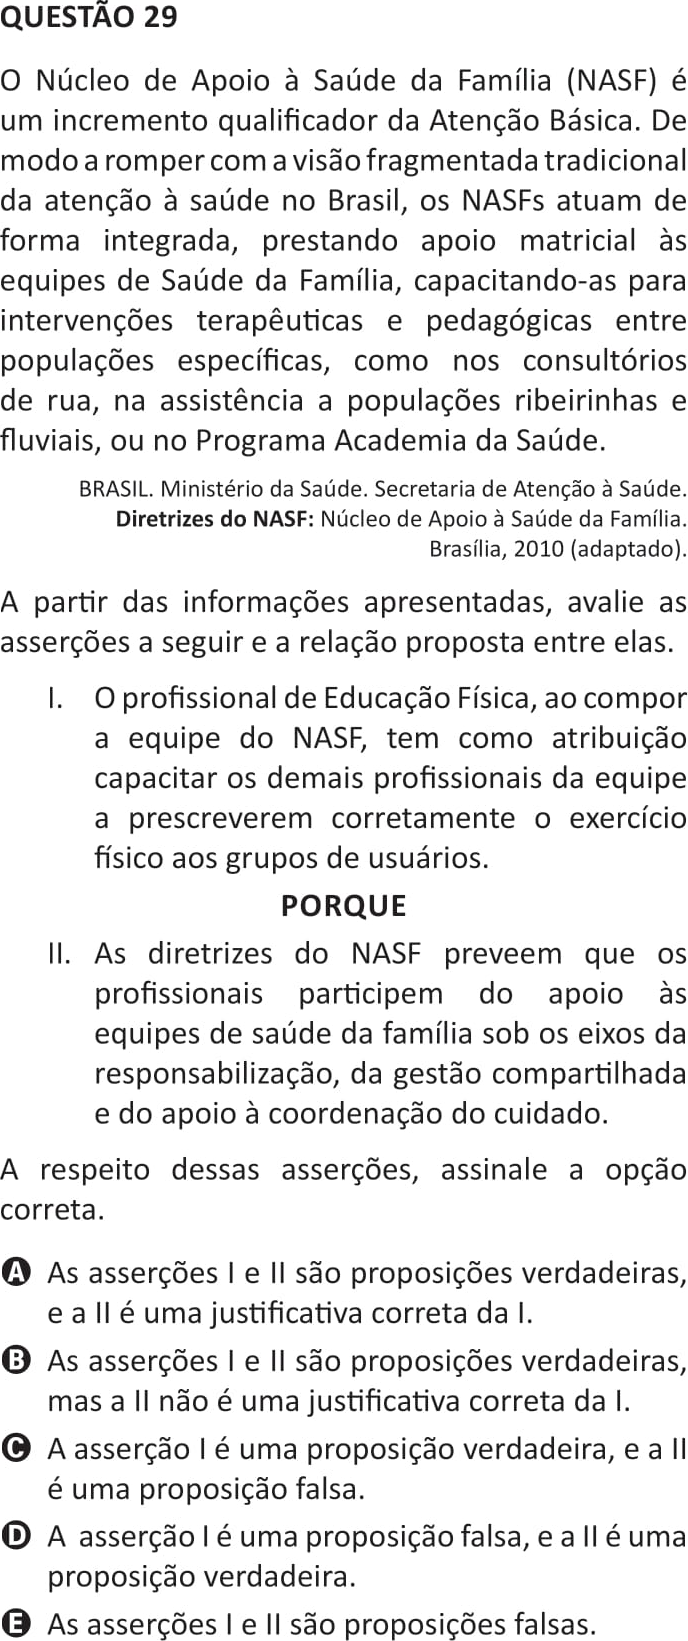 QUESTÃO 29
O Núcleo de Apoio à Saúde da Família (NASF) é
um incremento qualificador da Atenção Básica. De
modo a romper com a visão fragmentada tradicional
da atenção à saúde no Brasil, os NASFs atuam de
forma integrada, prestando apoio matricial às
equipes de Saúde da Família, capacitando-as para
intervenções terapêuticas e pedagógicas entre
populações específicas, como nos consultórios
de rua, na assistência a populações ribeirinhas e
fluviais, ou no Programa Academia da Saúde.
BRASIL. Ministério da Saúde. Secretaria de Atenção à Saúde.
Diretrizes do NASF: Núcleo de Apoio à Saúde da Família.
Brasília, 2010 (adaptado).
A partir das informações apresentadas, avalie as
asserções a seguir e a relação proposta entre elas.
I. O profissional de Educação Física, ao compor
a equipe do NASF, tem como atribuição
capacitar os demais profissionais da equipe
a prescreverem corretamente o exercício
físico aos grupos de usuários.
PORQUE
II. As diretrizes do NASF preveem que os
profissionais participem do apoio às
equipes de saúde da família sob os eixos da
responsabilização, da gestão compartilhada
e do apoio à coordenação do cuidado.
A respeito dessas asserções, assinale a opção
correta.
A As asserções I e II são proposições verdadeiras,
e a II é uma justificativa correta da I.
B As asserções I e II são proposições verdadeiras,
mas a II não é uma justificativa correta da I.
C A asserção I é uma proposição verdadeira, e a II
é uma proposição falsa.
D A asserção I é uma proposição falsa, e a II é uma
proposição verdadeira.
E As asserções I e II são proposições falsas.